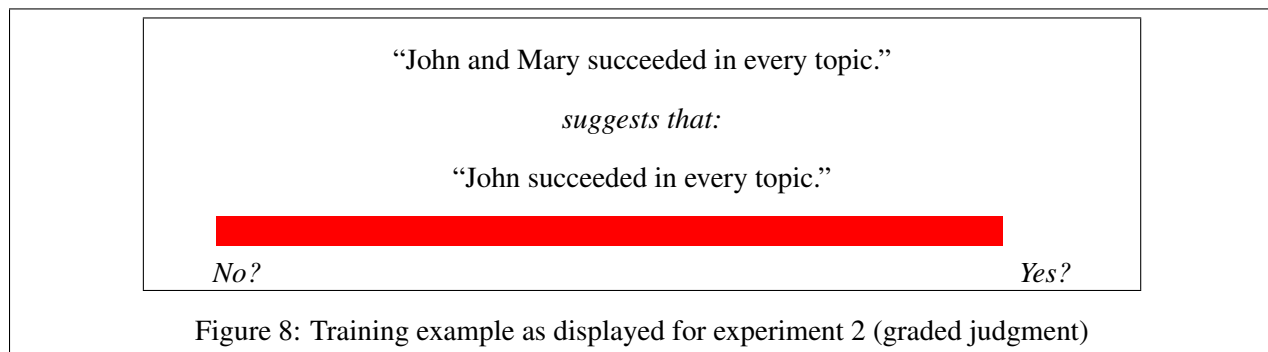 “John and Mary succeeded in every topic.”
suggests that:
“John succeeded in every topic.”
No? Yes?
Figure 8: Training example as displayed for experiment 2 (graded judgment)